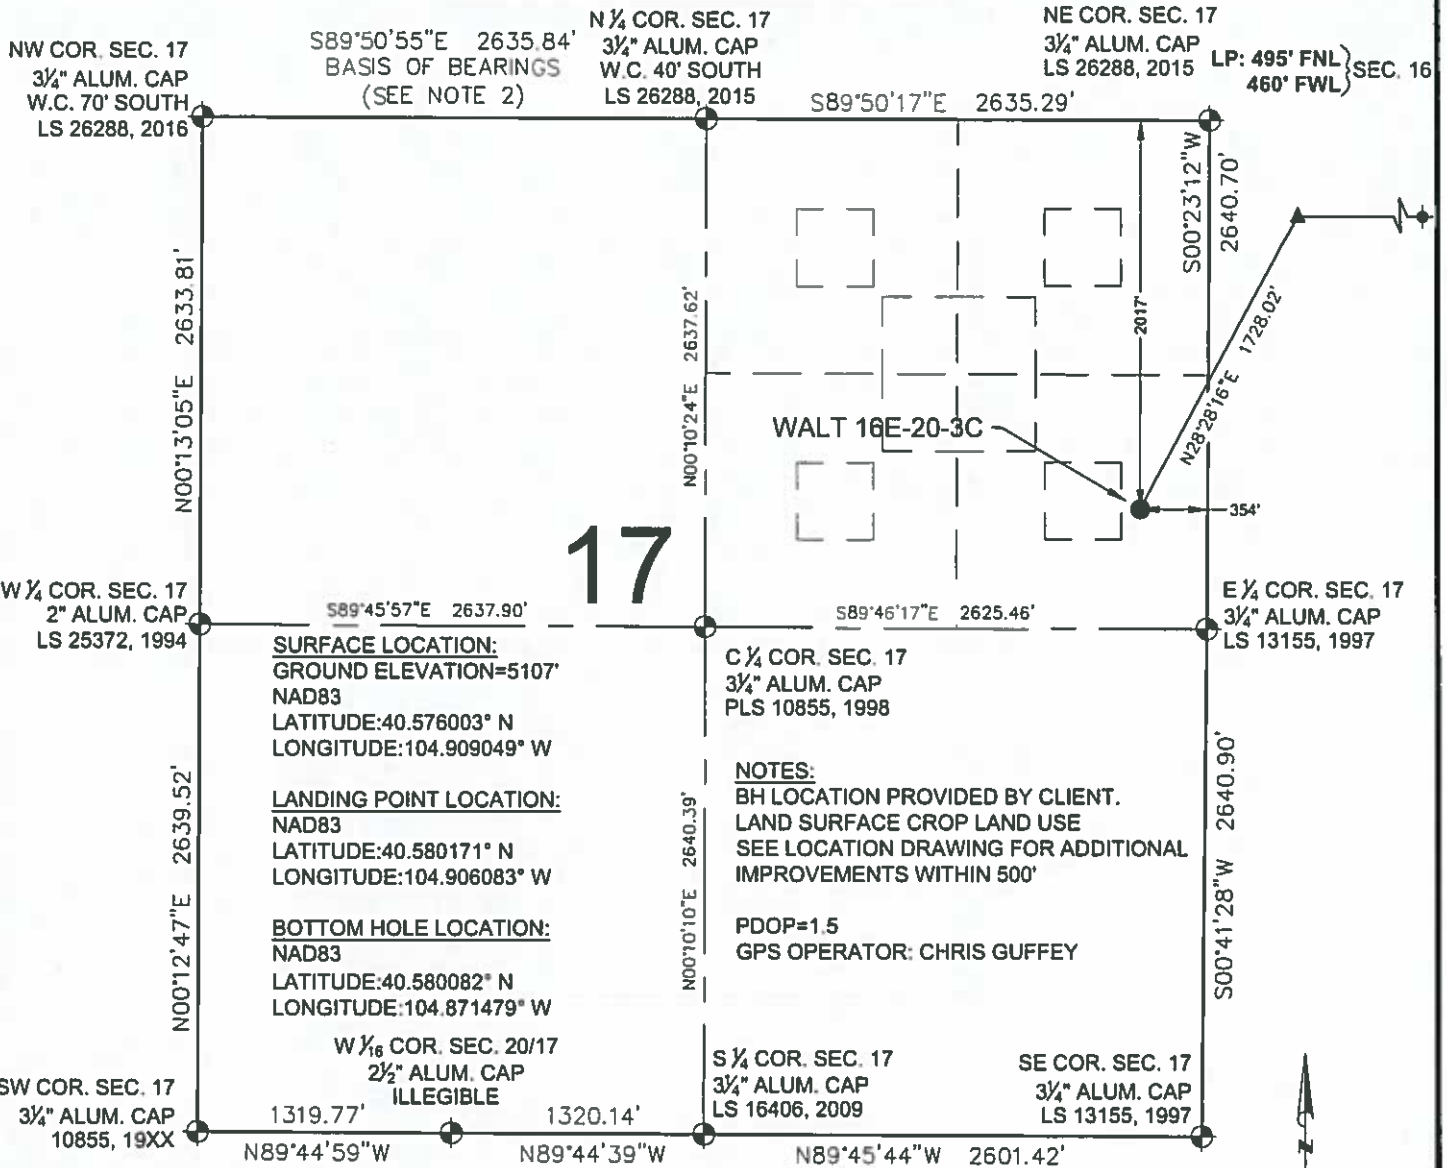 NW COR. SEC. 17
3¼" ALUM. CAP
W.C. 70' SOUTH
LS 26288, 2016
S89°50'55"E 2635.84'
BASIS OF BEARINGS
(SEE NOTE 2)
N ¼ COR. SEC. 17
3¼" ALUM. CAP
W.C. 40' SOUTH
LS 26288, 2015
S89°50'17"E 2635.29'
NE COR. SEC. 17
3¼" ALUM. CAP
LS 26288, 2015
LP: 495' FNL
460' FWL
SEC. 16
N00°13'05"E 2633.81'
N00°10'24"E 2637.62'
2017'
S00°23'12"W
2640.70'
N28°28'16"E 1728.02'
WALT 16E-20-3C
354'
17
W ¼ COR. SEC. 17
2" ALUM. CAP
LS 25372, 1994
S89°45'57"E 2637.90'
S89°46'17"E 2625.46'
E ¼ COR. SEC. 17
3¼" ALUM. CAP
LS 13155, 1997
SURFACE LOCATION:
GROUND ELEVATION=5107'
NAD83
LATITUDE:40.576003° N
LONGITUDE:104.909049° W
C ¼ COR. SEC. 17
3¼" ALUM. CAP
PLS 10855, 1998
LANDING POINT LOCATION:
NAD83
LATITUDE:40.580171° N
LONGITUDE:104.906083° W
NOTES:
BH LOCATION PROVIDED BY CLIENT.
LAND SURFACE CROP LAND USE
SEE LOCATION DRAWING FOR ADDITIONAL
IMPROVEMENTS WITHIN 500'
PDOP=1.5
GPS OPERATOR: CHRIS GUFFEY
BOTTOM HOLE LOCATION:
NAD83
LATITUDE:40.580082° N
LONGITUDE:104.871479° W
N00°12'47"E 2639.52'
N00°10'10"E 2640.39'
S00°41'28"W 2640.90'
W 1⁄16 COR. SEC. 20/17
2½" ALUM. CAP
ILLEGIBLE
SW COR. SEC. 17
3¼" ALUM. CAP
10855, 19XX
1319.77'
N89°44'59"W
1320.14'
N89°44'39"W
S ¼ COR. SEC. 17
3¼" ALUM. CAP
LS 16406, 2009
SE COR. SEC. 17
3¼" ALUM. CAP
LS 13155, 1997
N89°45'44"W 2601.42'
N